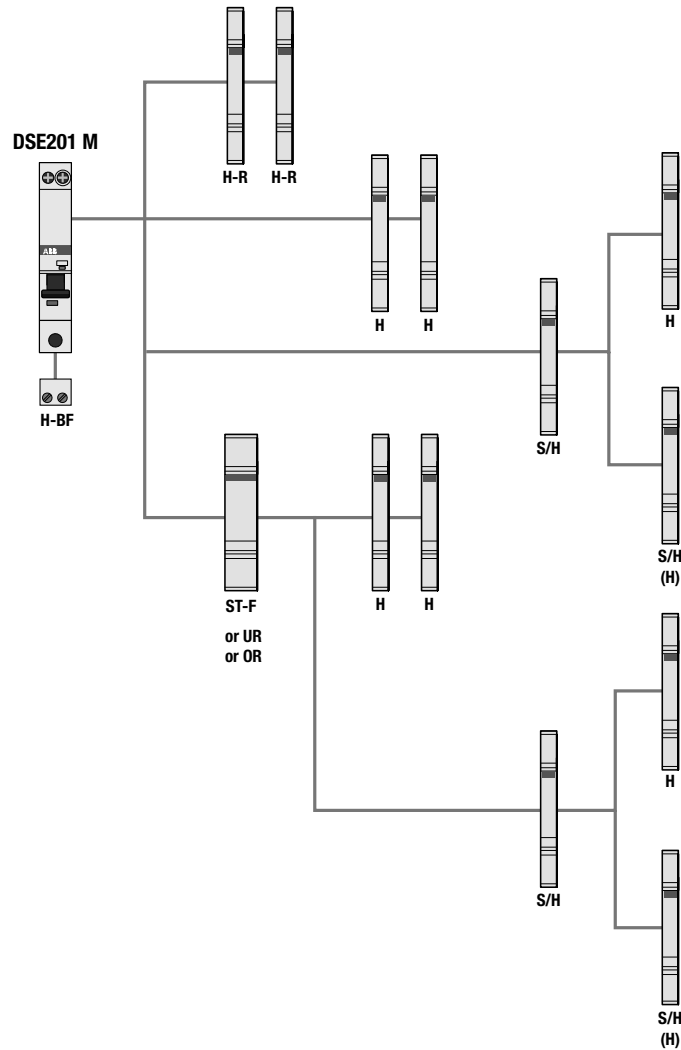 H-R H-R
DSE201 M
ABB
H H
H
H-BF
S/H
S/H
(H)
ST-F
or UR
or OR
H H
H
S/H
S/H
(H)